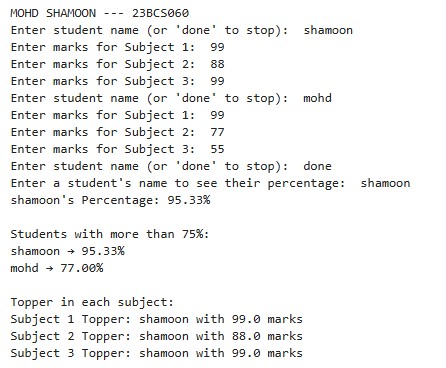 MOHD SHAMOON --- 23BCS060
Enter student name (or 'done' to stop):  shamoon
Enter marks for Subject 1:  99
Enter marks for Subject 2:  88
Enter marks for Subject 3:  99
Enter student name (or 'done' to stop):  mohd
Enter marks for Subject 1:  99
Enter marks for Subject 2:  77
Enter marks for Subject 3:  55
Enter student name (or 'done' to stop):  done
Enter a student's name to see their percentage:  shamoon
shamoon's Percentage: 95.33%

Students with more than 75%:
shamoon → 95.33%
mohd → 77.00%

Topper in each subject:
Subject 1 Topper: shamoon with 99.0 marks
Subject 2 Topper: shamoon with 88.0 marks
Subject 3 Topper: shamoon with 99.0 marks